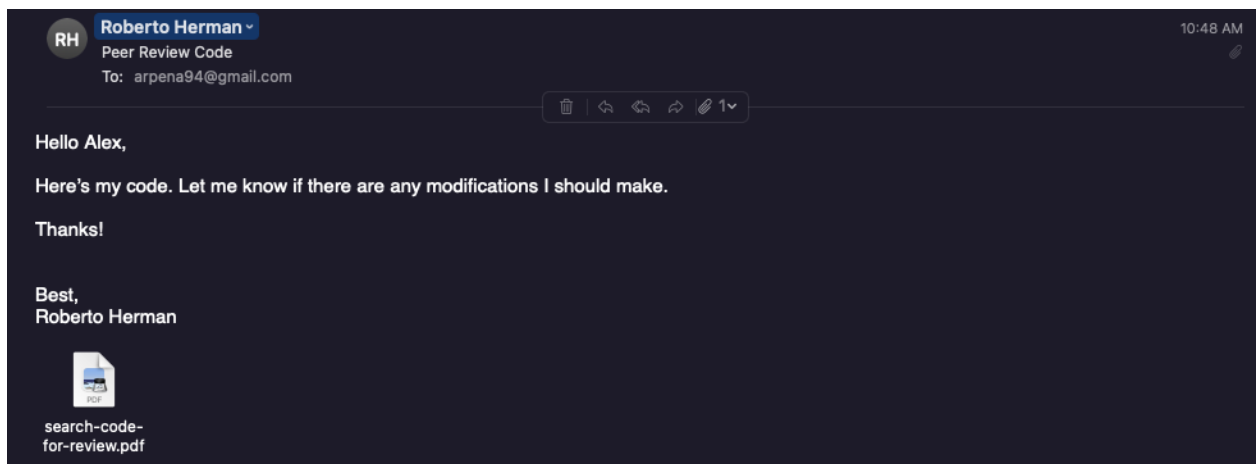 RH
Roberto Herman
10:48 AM
Peer Review Code
To: arpena94@gmail.com
1
Hello Alex,
Here’s my code. Let me know if there are any modifications I should make.
Thanks!
Best,
Roberto Herman
PDF
search-code-
for-review.pdf